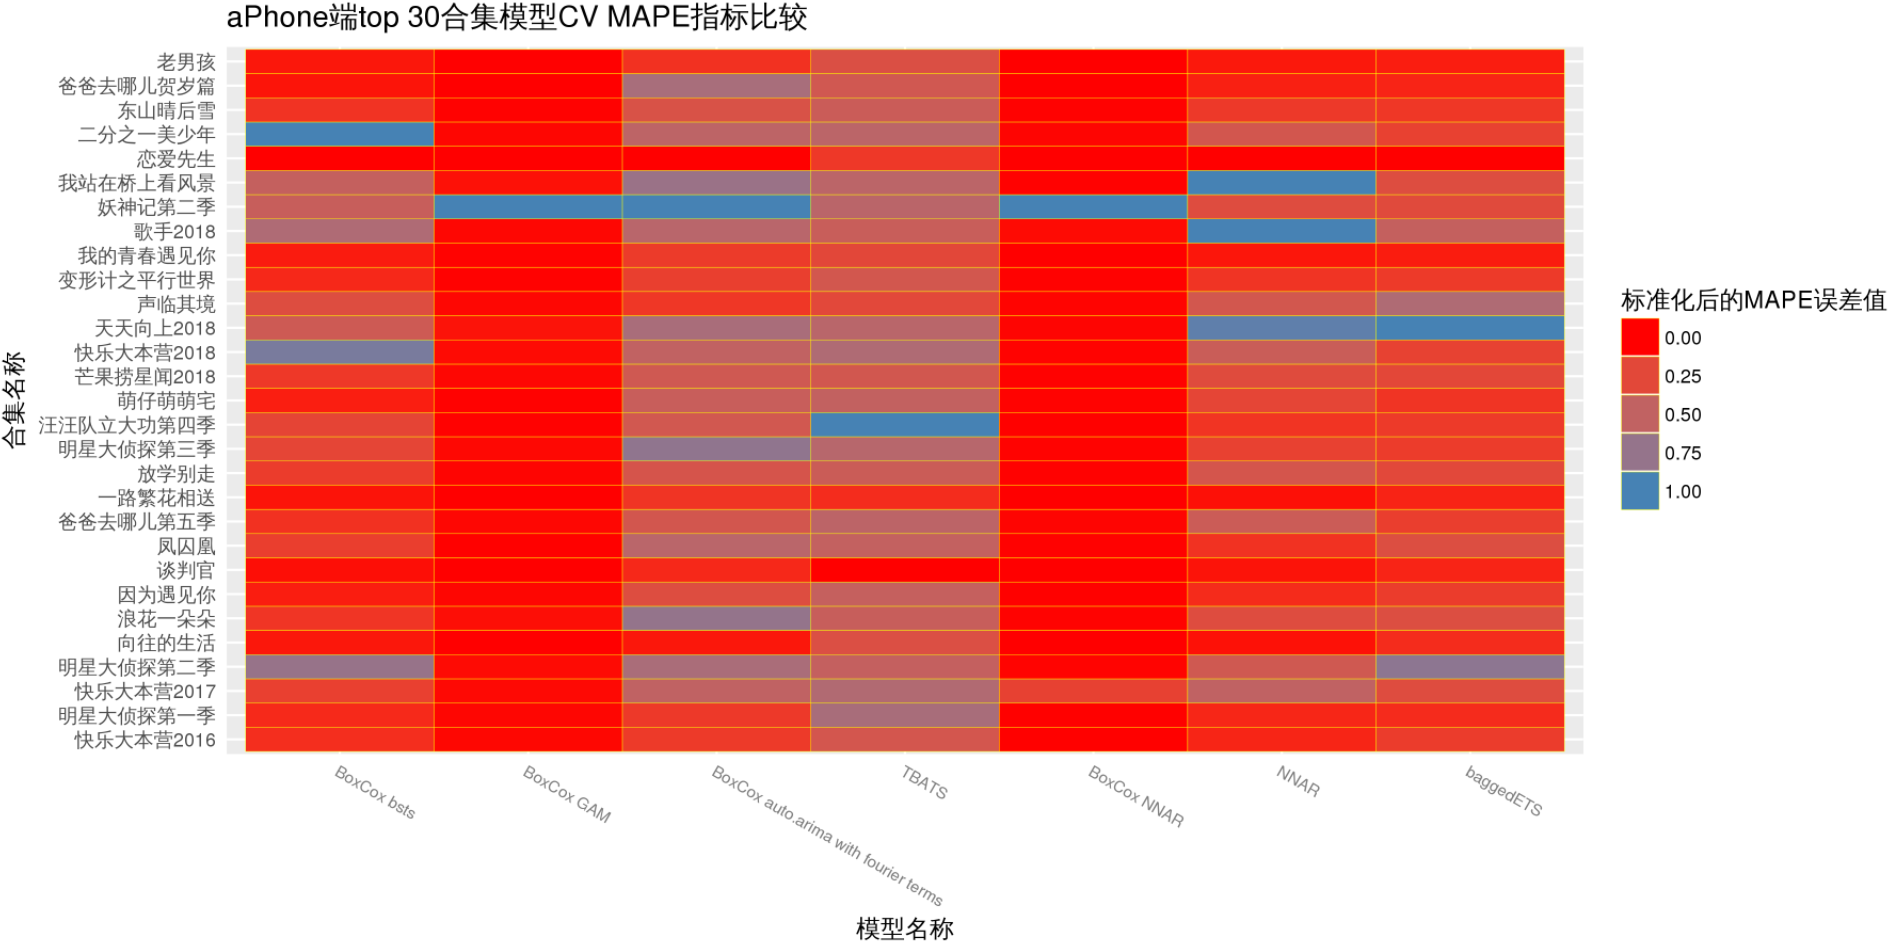 aPhone端top 30合集模型CV MAPE指标比较
合集名称
老男孩
爸爸去哪儿贺岁篇
东山晴后雪
二分之一美少年
恋爱先生
我站在桥上看风景
妖神记第二季
歌手2018
我的青春遇见你
变形计之平行世界
声临其境
天天向上2018
快乐大本营2018
芒果捞星闻2018
萌仔萌萌宅
汪汪队立大功第四季
明星大侦探第三季
放学别走
一路繁花相送
爸爸去哪儿第五季
凤囚凰
谈判官
因为遇见你
浪花一朵朵
向往的生活
明星大侦探第二季
快乐大本营2017
明星大侦探第一季
快乐大本营2016
BoxCox bsts
BoxCox GAM
BoxCox auto.arima with fourier terms
TBATS
BoxCox NNAR
NNAR
baggedETS
模型名称
标准化后的MAPE误差值
0.00
0.25
0.50
0.75
1.00